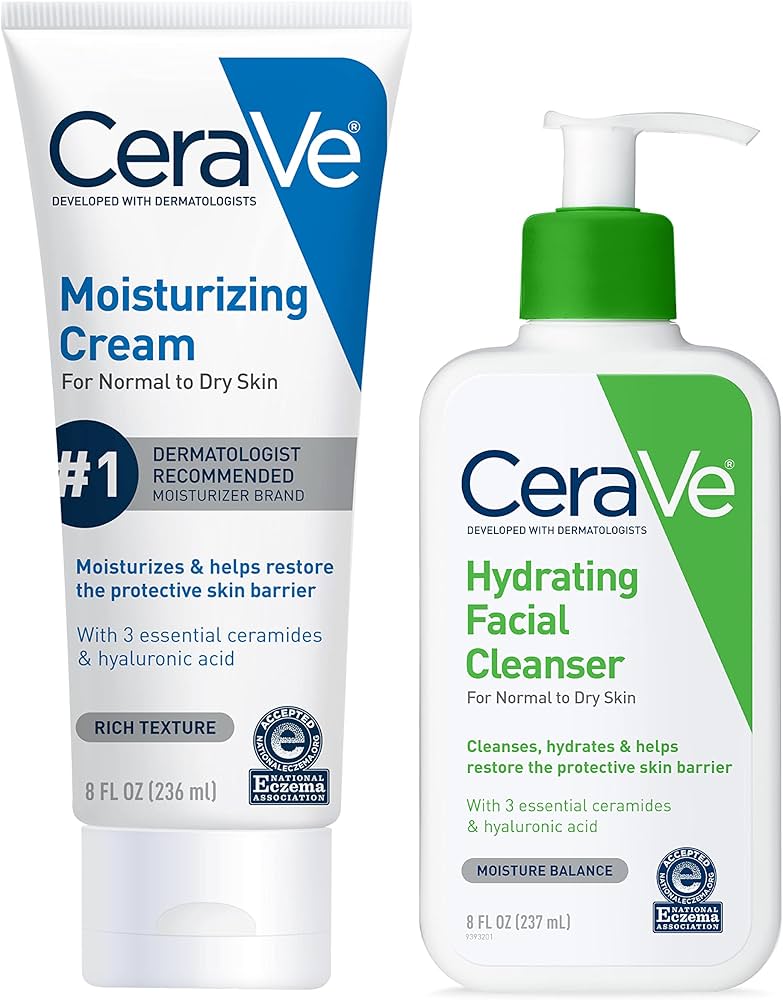 CeraVe®
DEVELOPED WITH DERMATOLOGISTS
Moisturizing
Cream
For Normal to Dry Skin
#1
DERMATOLOGIST
RECOMMENDED
MOISTURIZER BRAND
Moisturizes & helps restore
the protective skin barrier
With 3 essential ceramides
& hyaluronic acid
RICH TEXTURE
8 FL OZ (236 ml)
ACCEPTED
NATIONALECZEMA.ORG
e
NATIONAL
Eczema
ASSOCIATION
CeraVe®
DEVELOPED WITH DERMATOLOGISTS
Hydrating
Facial
Cleanser
For Normal to Dry Skin
Cleanses, hydrates & helps
restore the protective skin barrier
With 3 essential ceramides
& hyaluronic acid
MOISTURE BALANCE
8 FL OZ (237 mL)
9393201
ACCEPTED
NATIONALECZEMA.ORG
e
NATIONAL
Eczema
ASSOCIATION